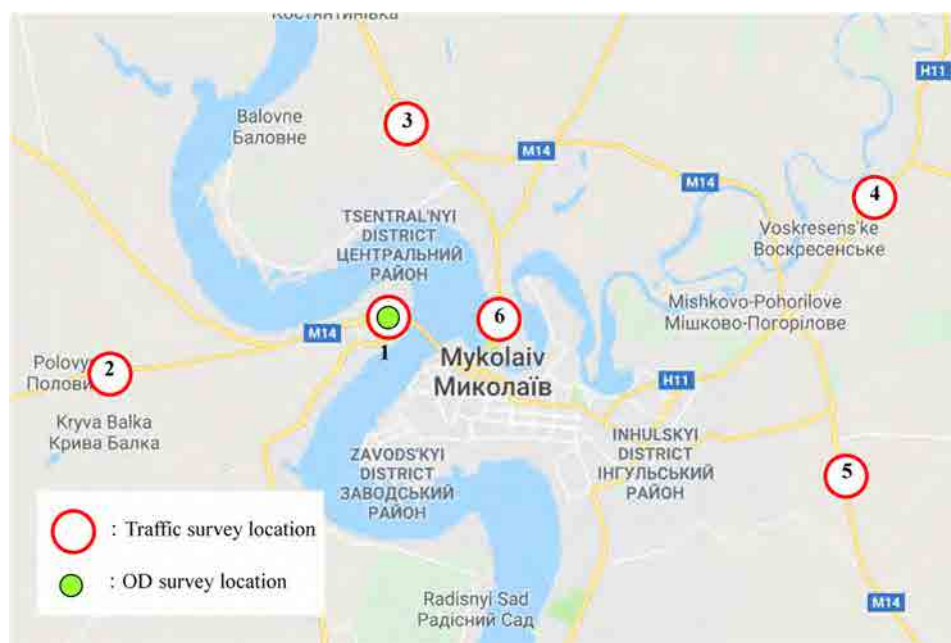 Костянтинівка
3
Balovne
Баловне
H11
M14
M14
4
TSENTRAL'NYI
DISTRICT
ЦЕНТРАЛЬНИЙ
РАЙОН
Voskresens'ke
Воскресенське
6
Mishkovo-Pohorilove
Мішково-Погорілове
M14
1
Mykolaiv
Миколаїв
2
H11
Kryva Balka
Крива Балка
INHULSKYI
DISTRICT
ІНГУЛЬСЬКИЙ
РАЙОН
ZAVODS'KYI
DISTRICT
ЗАВОДСЬКИЙ
РАЙОН
5
: Traffic survey location
: OD survey location
Radisnyi Sad
Радісний Сад
M14